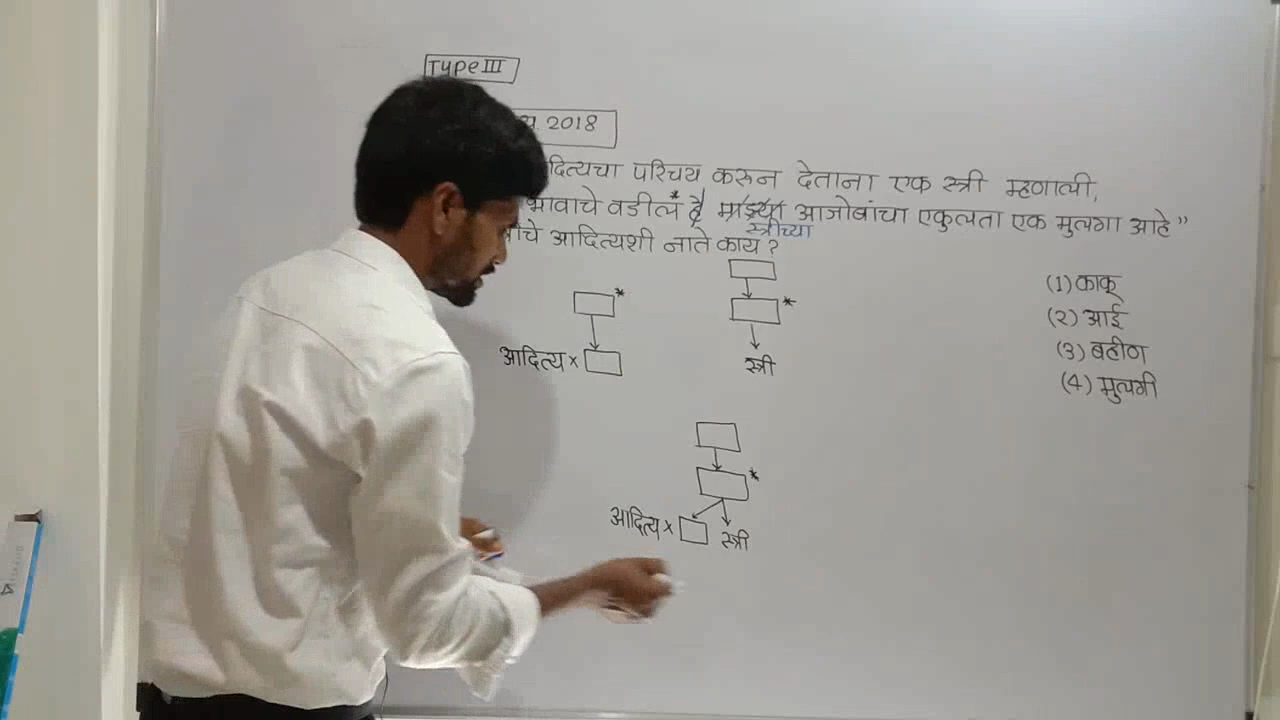 Type III
2018
दित्यचा परिचय करून देताना एक स्त्री म्हणाली,
भावाचे वडील* हे माझ्या आजोबांचा एकुलता एक मुलगा आहे"
स्त्रीच्या
चे आदित्यशी नाते काय ?
(1) काकू
(२) आई
(3) बहीण
(4) मुलगी
*
*
आदित्य ×
स्त्री
*
आदित्य ×
स्त्री